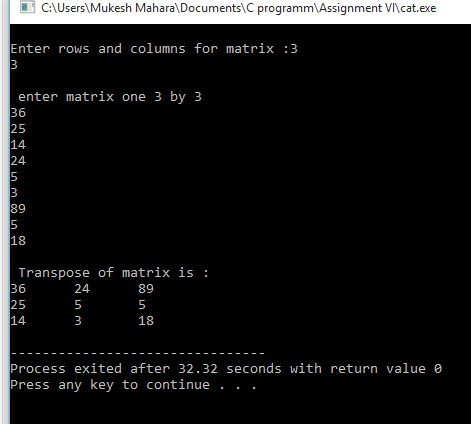 C:\Users\Mukesh Mahara\Documents\C programm\Assignment VI\cat.exe
Enter rows and columns for matrix :3
3
enter matrix one 3 by 3
36
25
14
24
5
3
89
5
18
Transpose of matrix is :
36 24 89
25 5 5
14 3 18
--------------------------------
Process exited after 32.32 seconds with return value 0
Press any key to continue . . .